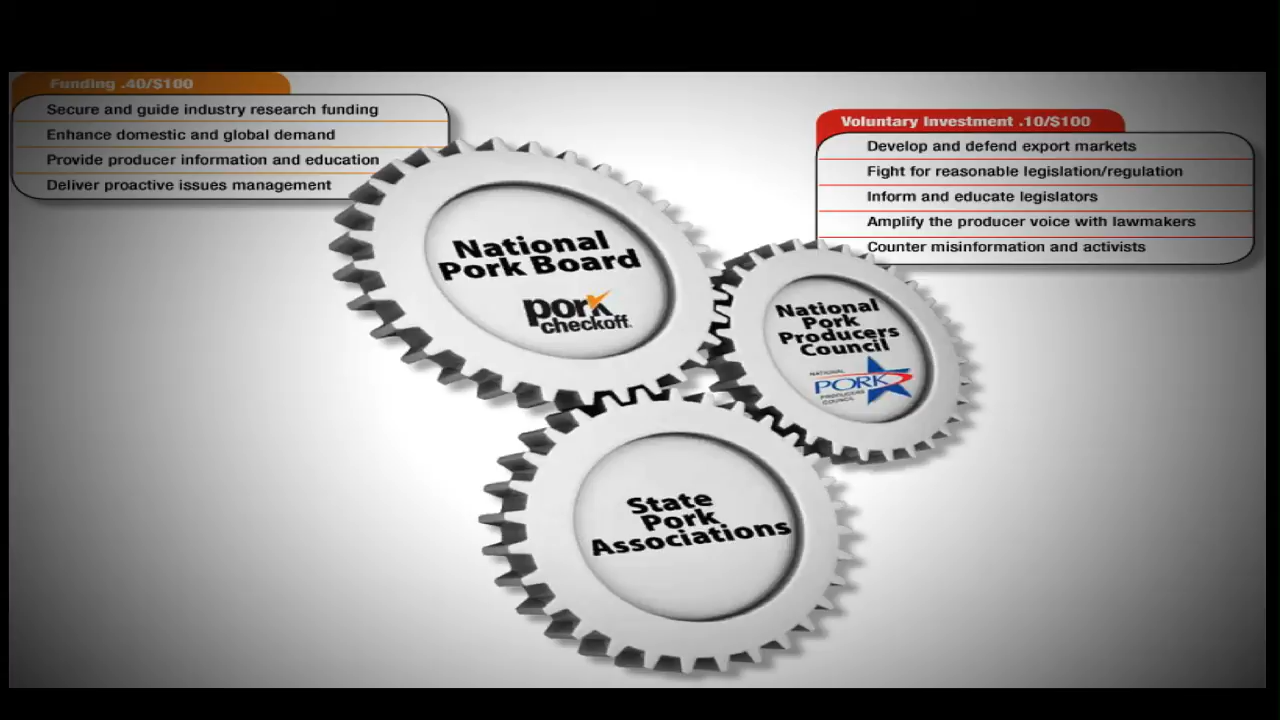 Funding .40/$100
Secure and guide industry research funding
Enhance domestic and global demand
Provide producer information and education
Deliver proactive issues management
Voluntary Investment .10/$100
Develop and defend export markets
Fight for reasonable legislation/regulation
Inform and educate legislators
Amplify the producer voice with lawmakers
Counter misinformation and activists
National
Pork Board
pork
checkoff.
National
Pork
Producers
Council
NATIONAL
PORK
PRODUCERS
COUNCIL
State
Pork
Associations